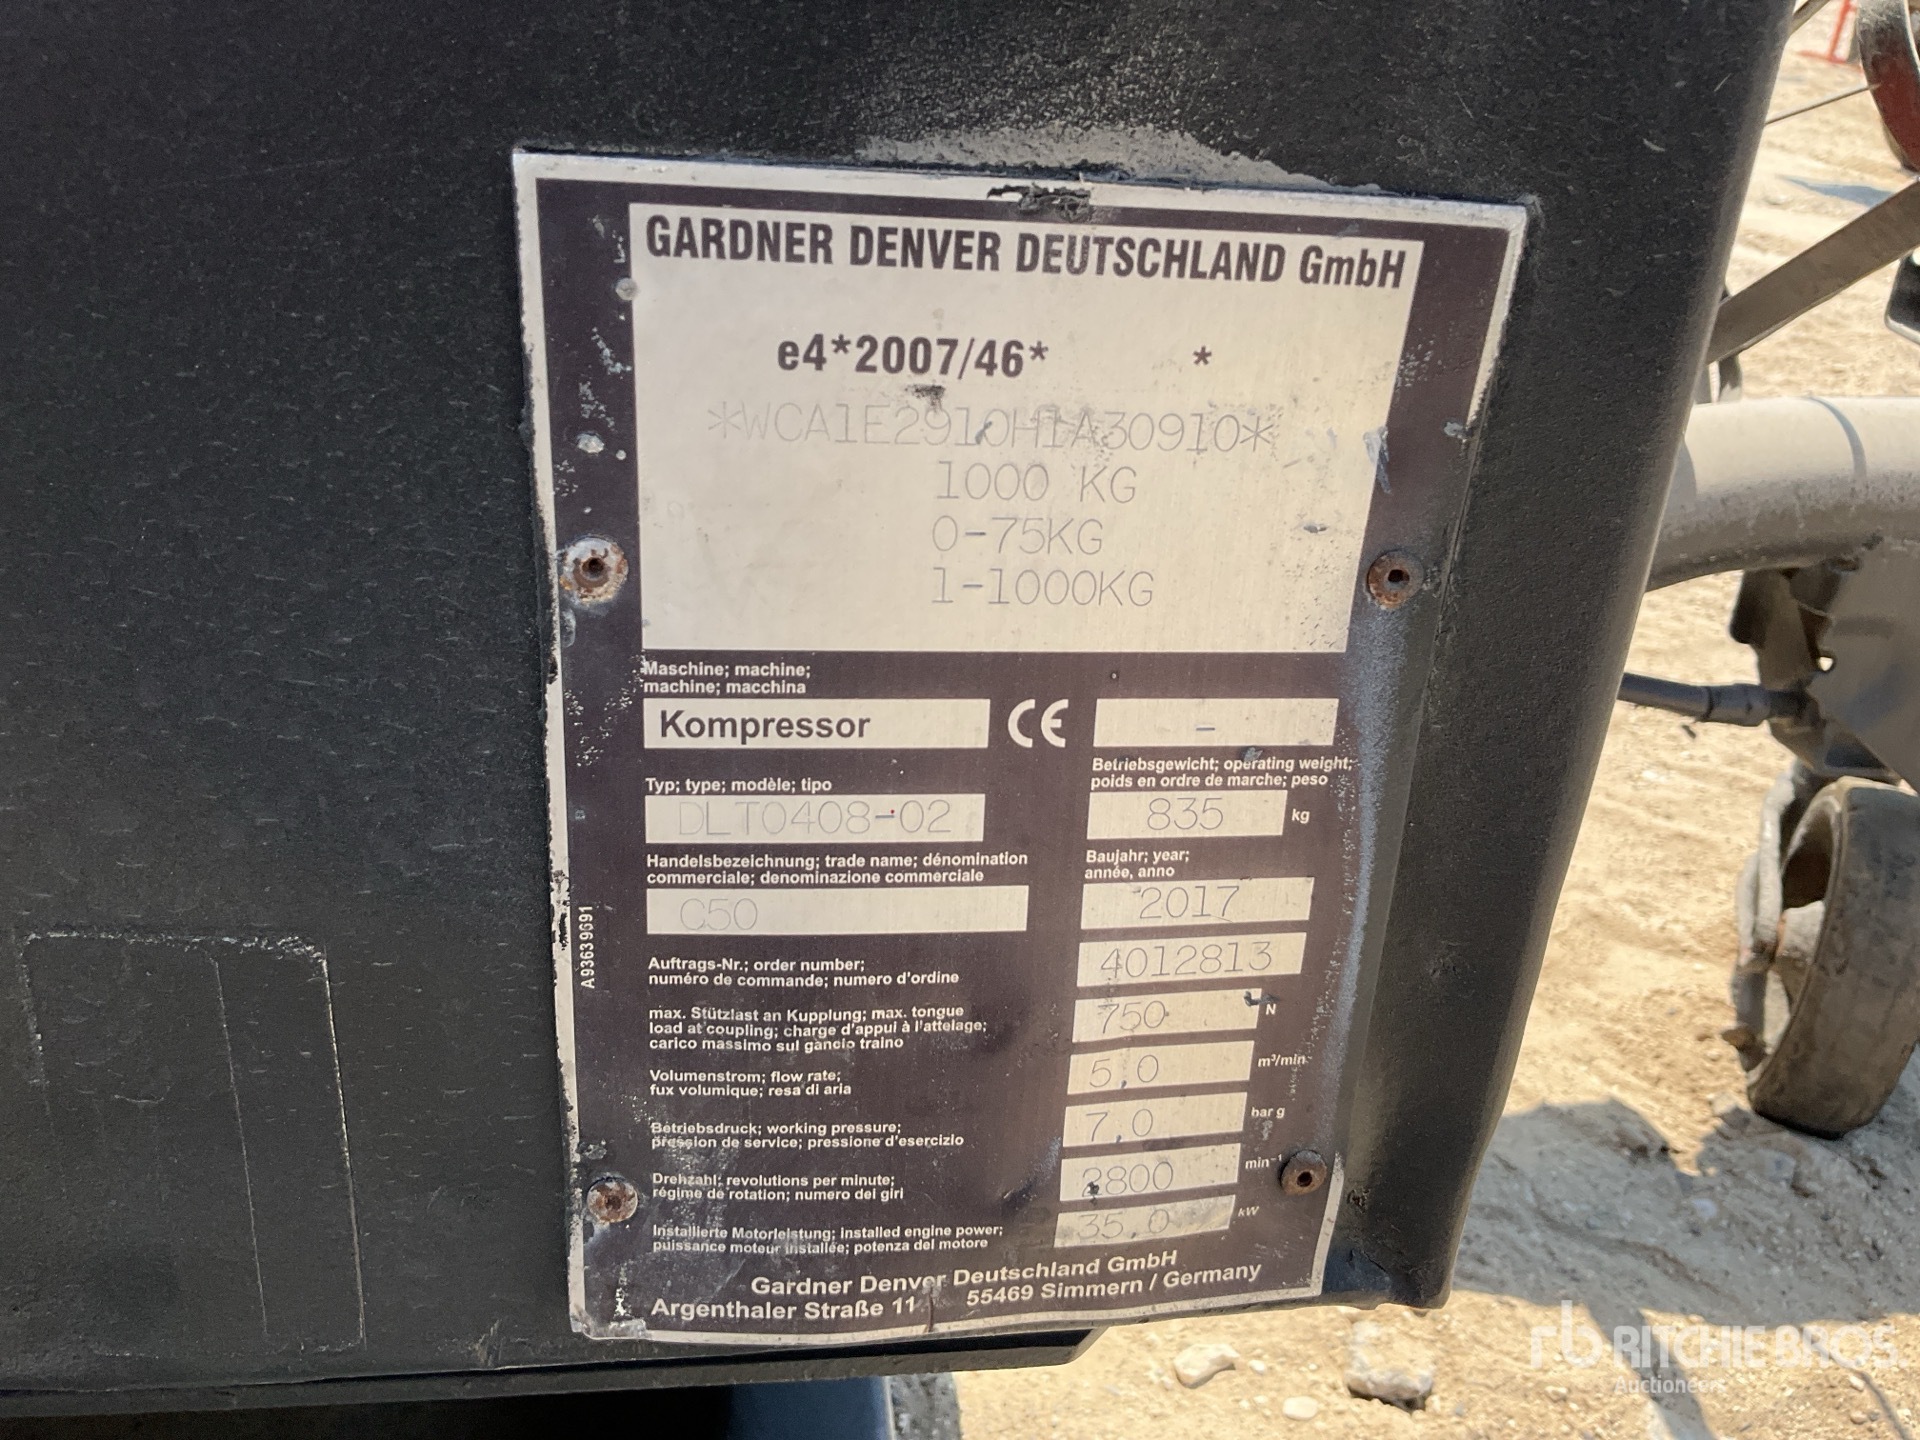 GARDNER DENVER DEUTSCHLAND GmbH
e4*2007/46* *
*WCA1E2910H1A30910*
1000 KG
0-75KG
1-1000KG
Maschine; machine;
machine; macchina
Kompressor
CE
-
Betriebsgewicht; operating weight;
poids en ordre de marche; peso
835 kg
Typ; type; modèle; tipo
DLT0408-02
Baujahr; year;
année, anno
2017
Handelsbezeichnung; trade name; dénomination
commerciale; denominazione commerciale
C50
A93639691
Auftrags-Nr.; order number;
numéro de commande; numero d'ordine
4012813
max. Stützlast an Kupplung; max. tongue
load at coupling; charge d'appui à l'attelage;
carico massimo sul gancio traino
750 N
Volumenstrom; flow rate;
fux volumique; resa di aria
5,0 m³/min
Betriebsdruck; working pressure;
pression de service; pressione d'esercizio
7,0 bar g
Drehzahl; revolutions per minute;
régime de rotation; numero dei giri
2800 min⁻¹
Installierte Motorleistung; installed engine power;
puissance moteur installée; potenza del motore
35,0 kW
Gardner Denver Deutschland GmbH
Argenthaler Straße 11 55469 Simmern / Germany
rb RITCHIE BROS.
Auctioneers